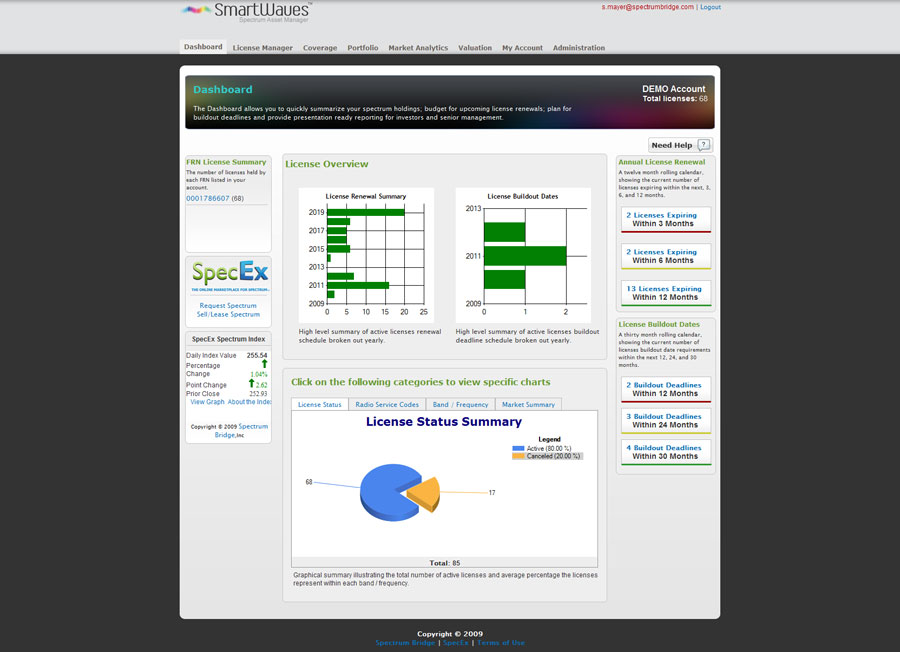 SmartWaves™
Spectrum Asset Manager
s.mayer@spectrumbridge.com | Logout
Dashboard
License Manager
Coverage
Portfolio
Market Analytics
Valuation
My Account
Administration
Dashboard
The Dashboard allows you to quickly summarize your spectrum holdings; budget for upcoming license renewals; plan for
buildout deadlines and provide presentation ready reporting for investors and senior management.
DEMO Account
Total licenses: 68
Need Help ?
FRN License Summary
The number of licenses held by
each FRN listed in your
account.
0001786607 (68)
SpecEx
THE ONLINE MARKETPLACE FOR SPECTRUM
Request Spectrum
Sell/Lease Spectrum
SpecEx Spectrum Index
Daily Index Value 255.54
Percentage
Change 1.04%
Point Change 2.62
Prior Close 252.93
View Graph About the Index
Copyright © 2009 Spectrum
Bridge,Inc
License Overview
License Renewal Summary
2019
2017
2015
2013
2011
2009
0 5 10 15 20 25
High level summary of active licenses renewal
schedule broken out yearly.
License Buildout Dates
2013
2011
2009
0 1 2
High level summary of active licenses buildout
deadline schedule broken out yearly.
Click on the following categories to view specific charts
License Status
Radio Service Codes
Band / Frequency
Market Summary
License Status Summary
Legend
Active (80.00 %)
Canceled (20.00 %)
68
17
Total: 85
Graphical summary illustrating the total number of active licenses and average percentage the licenses
represent within each band / frequency.
Annual License Renewal
A twelve month rolling calendar,
showing the current number of
licenses expiring within the next, 3,
6, and 12 months.
2 Licenses Expiring
Within 3 Months
2 Licenses Expiring
Within 6 Months
13 Licenses Expiring
Within 12 Months
License Buildout Dates
A thirty month rolling calendar,
showing the current number of
licenses buildout date requirements
within the next 12, 24, and 30
months.
2 Buildout Deadlines
Within 12 Months
3 Buildout Deadlines
Within 24 Months
4 Buildout Deadlines
Within 30 Months
Copyright © 2009
Spectrum Bridge | SpecEx | Terms of Use